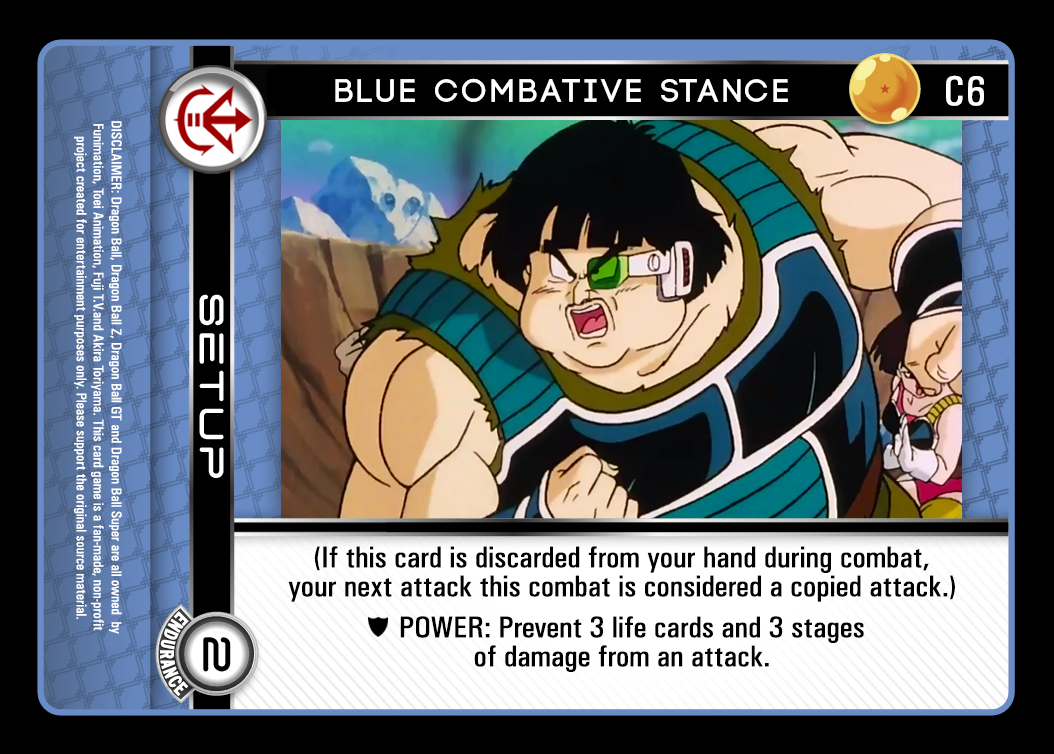 BLUE COMBATIVE STANCE
C6
SETUP
(If this card is discarded from your hand during combat,
your next attack this combat is considered a copied attack.)
POWER: Prevent 3 life cards and 3 stages
of damage from an attack.
ENDURANCE
2
DISCLAIMER: Dragon Ball, Dragon Ball Z, Dragon Ball GT and Dragon Ball Super are all owned by
Funimation, Toei Animation, Fuji T.V.and Akira Toriyama. This card game is a fan-made, non-profit
project created for entertainment purposes only. Please support the original source material.